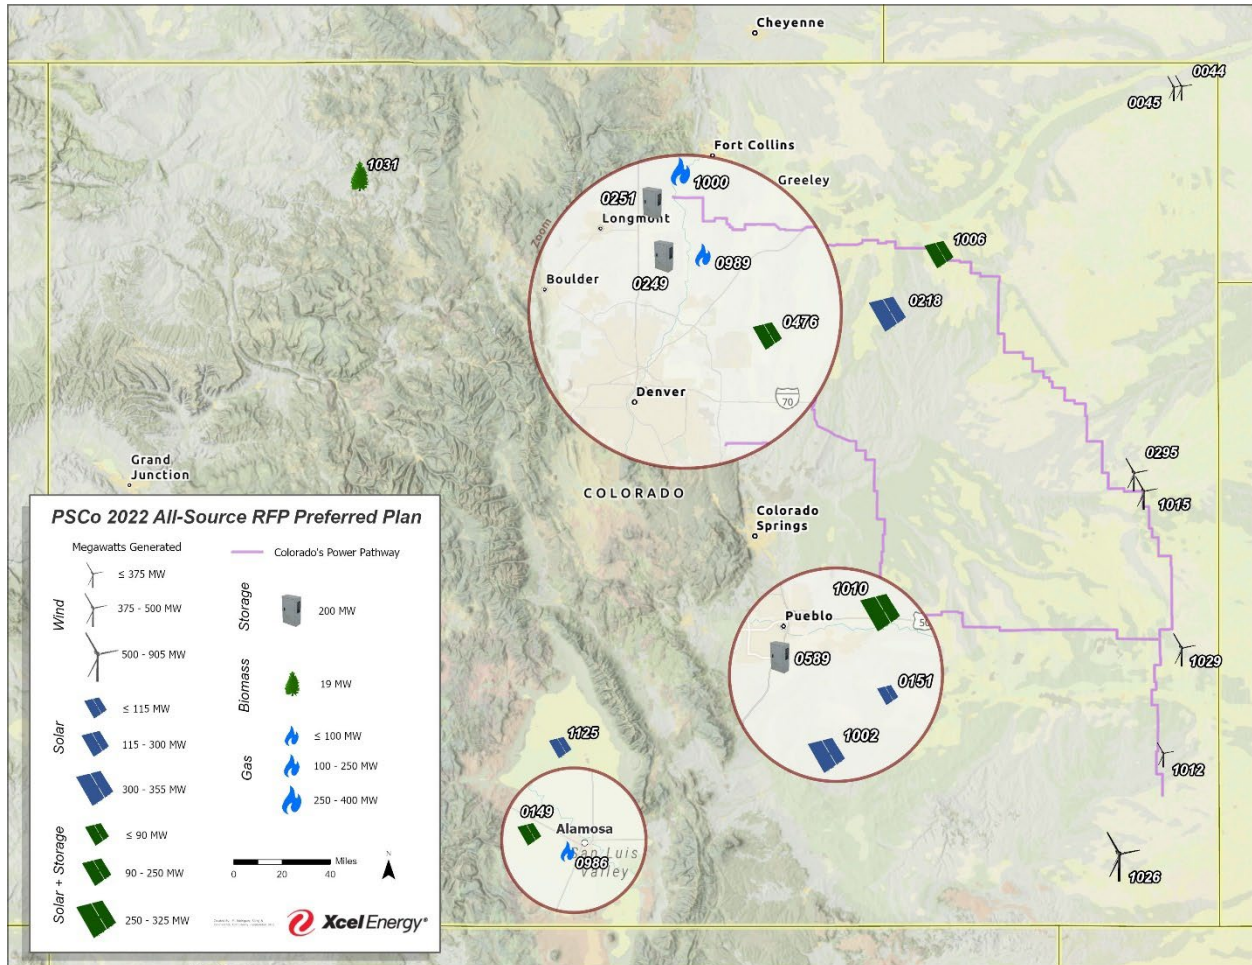 Cheyenne
0044
0045
Fort Collins
1031
1000
Greeley
0251
Longmont
Zoom
1006
0989
0249
Boulder
0218
0476
Denver
70
0295
Grand
Junction
COLORADO
1015
Colorado
Springs
1010
Pueblo
50
0589
1029
0151
1125
1002
1012
0149
Alamosa
San Luis
Valley
0986
1026
PSCo 2022 All-Source RFP Preferred Plan
Megawatts Generated
Wind
≤ 375 MW
375 - 500 MW
500 - 905 MW
Solar
≤ 115 MW
115 - 300 MW
300 - 355 MW
Solar + Storage
≤ 90 MW
90 - 250 MW
250 - 325 MW
Colorado's Power Pathway
Storage
200 MW
Biomass
19 MW
Gas
≤ 100 MW
100 - 250 MW
250 - 400 MW
Miles
0 20 40
N
Xcel Energy®